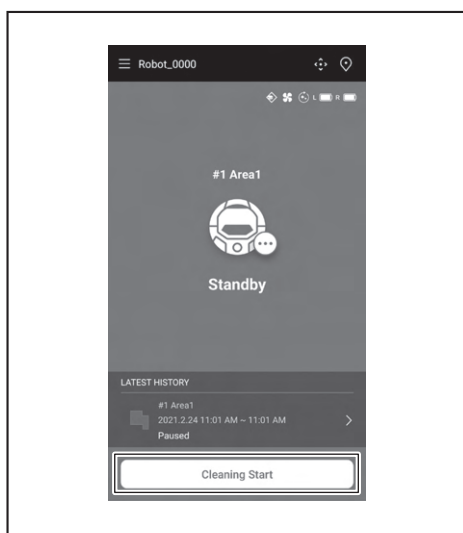 Robot_0000
L R
#1 Area1
Standby
LATEST HISTORY
#1 Area1
2021.2.24 11:01 AM ~ 11:01 AM
Paused
Cleaning Start